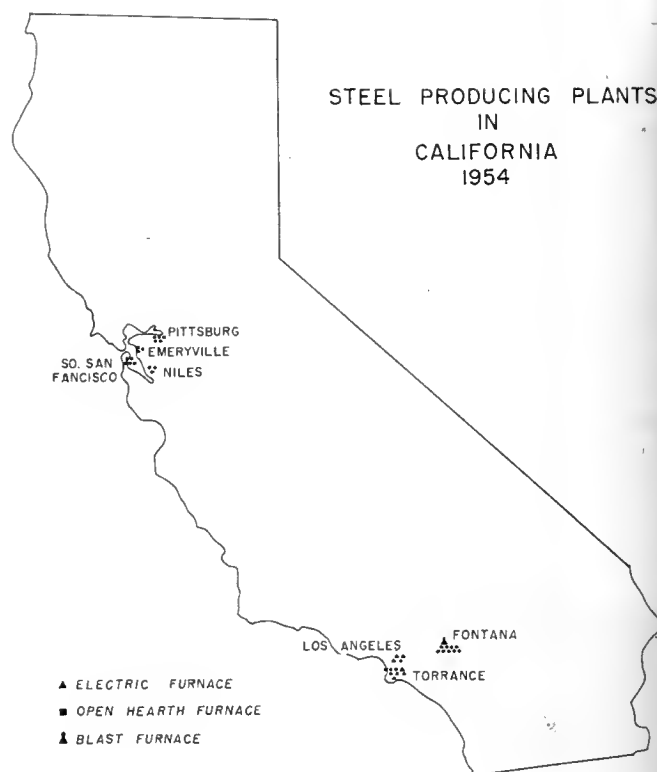 STEEL PRODUCING PLANTS
IN
CALIFORNIA
1954
PITTSBURG
EMERYVILLE
SO. SAN
FANCISCO
NILES
LOS ANGELES
FONTANA
TORRANCE
ELECTRIC FURNACE
OPEN HEARTH FURNACE
BLAST FURNACE